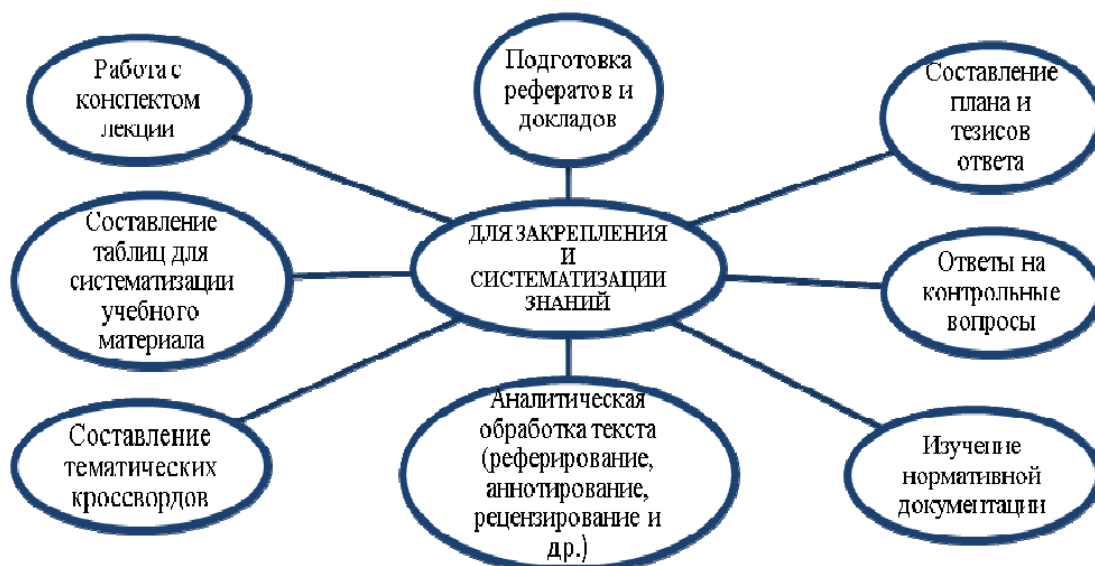 Работа с
конспектом
лекции
Подготовка
рефератов и
докладов
Составление
плана и
тезисов
ответа
Составление
таблиц для
систематизации
учебного
материала
ДЛЯ ЗАКРЕПЛЕНИЯ
И
СИСТЕМАТИЗАЦИИ
ЗНАНИЙ
Ответы на
контрольные
вопросы
Составление
тематических
кроссвордов
Аналитическая
обработка текста
(реферирование,
аннотирование,
рецензирование и
др.)
Изучение
нормативной
документации